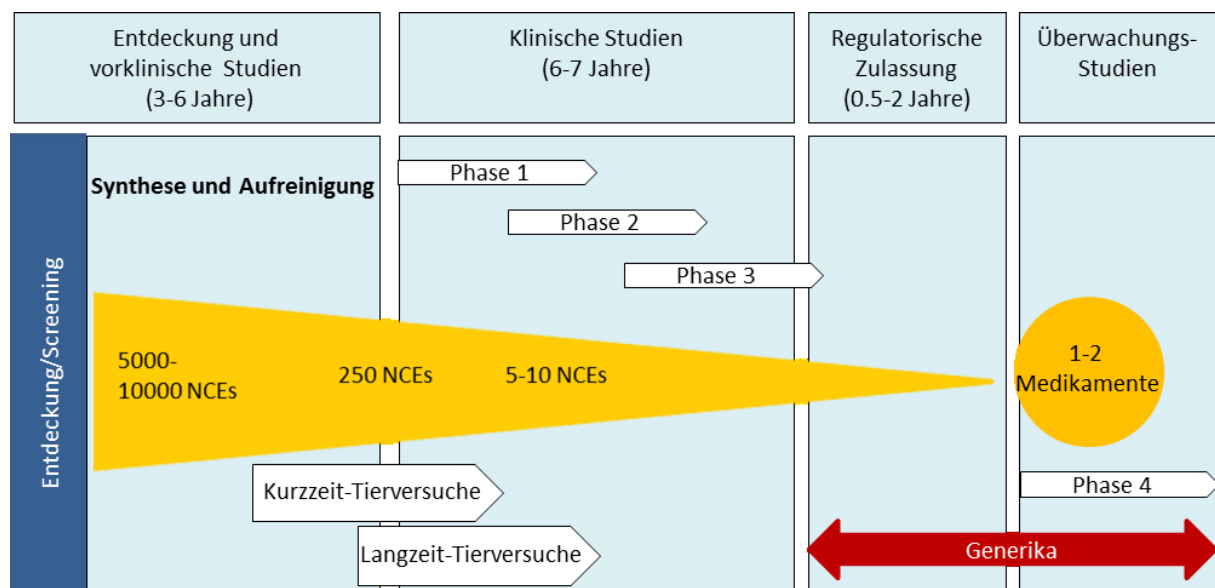 Entdeckung und
vorklinische Studien
(3-6 Jahre)
Klinische Studien
(6-7 Jahre)
Regulatorische
Zulassung
(0.5-2 Jahre)
Überwachungs-
Studien
Entdeckung/Screening
Synthese und Aufreinigung
Phase 1
Phase 2
Phase 3
5000-
10000 NCEs
250 NCEs
5-10 NCEs
1-2
Medikamente
Kurzzeit-Tierversuche
Langzeit-Tierversuche
Phase 4
Generika